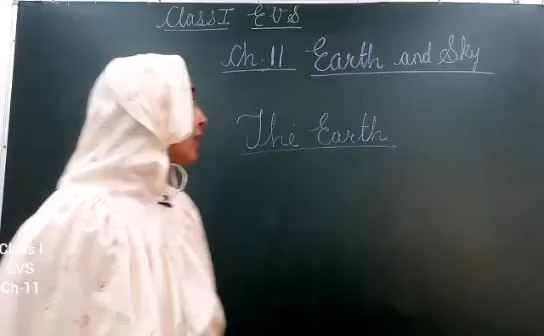 Class I EVS
Ch. 11 Earth and Sky
The Earth
Class I
EVS
Ch-11